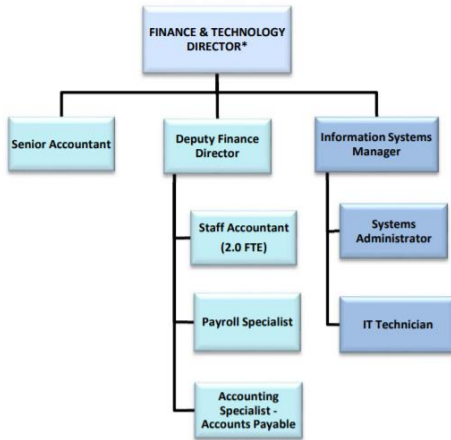 FINANCE & TECHNOLOGY
DIRECTOR*
Senior Accountant
Deputy Finance
Director
Information Systems
Manager
Staff Accountant
(2.0 FTE)
Systems
Administrator
Payroll Specialist
IT Technician
Accounting
Specialist -
Accounts Payable